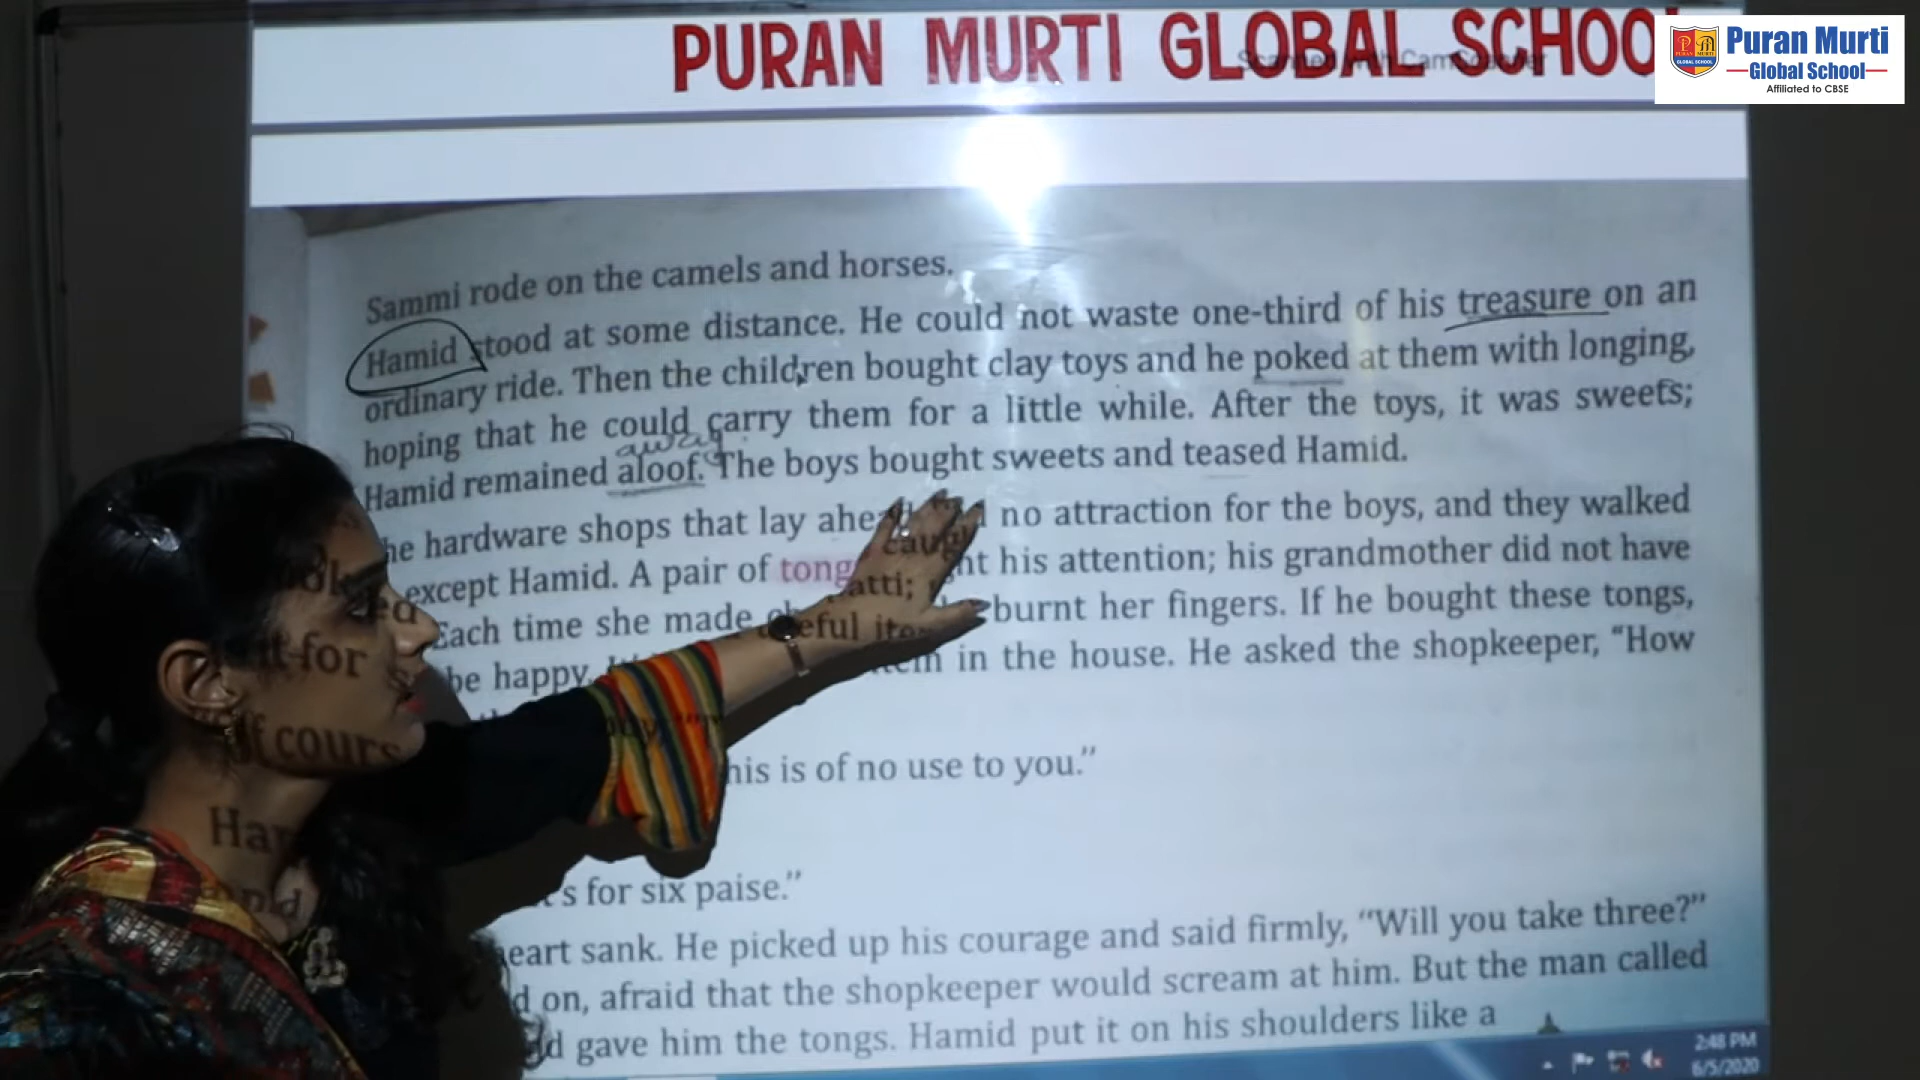 PURAN MURTI GLOBAL SCHOO
Puran Murti
Global School
Affiliated to CBSE
Sammi rode on the camels and horses.
Hamid stood at some distance. He could not waste one-third of his treasure on an
ordinary ride. Then the children bought clay toys and he poked at them with longing,
hoping that he could carry them for a little while. After the toys, it was sweets;
away
Hamid remained aloof. The boys bought sweets and teased Hamid.
he hardware shops that lay ahe no attraction for the boys, and they walked
except Hamid. A pair of tong caught his attention; his grandmother did not have
Each time she made burnt her fingers. If he bought these tongs,
be happy. eful item in the house. He asked the shopkeeper, “How
his is of no use to you.”
's for six paise.”
eart sank. He picked up his courage and said firmly, “Will you take three?”
d on, afraid that the shopkeeper would scream at him. But the man called
d gave him the tongs. Hamid put it on his shoulders like a
2:48 PM
6/5/2020